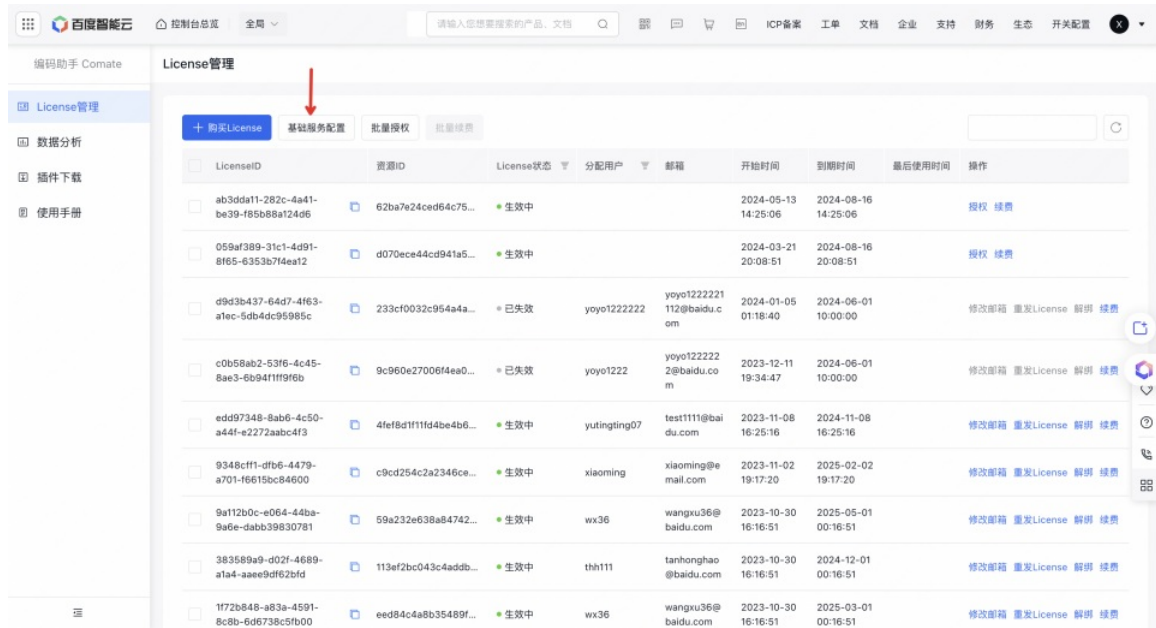 百度智能云 控制台总览 全局 请输入您想要搜索的产品、文档 ICP备案 工单 文档 企业 支持 财务 生态 开关配置 X
编码助手 Comate
License管理
数据分析
插件下载
使用手册
License管理
+ 购买License 基础服务配置 批量授权 批量续费
LicenseID 资源ID License状态 分配用户 邮箱 开始时间 到期时间 最后使用时间 操作
ab3dda11-282c-4a41-be39-f85b88a124d6 62ba7e24ced64c75... 生效中 2024-05-13 14:25:06 2024-08-16 14:25:06 授权 续费
059af389-31c1-4d91-8f65-6353b7f4ea12 d070ece44cd941a5... 生效中 2024-03-21 20:08:51 2024-08-16 20:08:51 授权 续费
d9d3b437-64d7-4f63-a1ec-5db4dc95985c 233cf0032c954a4a... 已失效 yoyo1222222 yoyo1222221112@baidu.com 2024-01-05 01:18:40 2024-06-01 10:00:00 修改邮箱 重发License 解绑 续费
c0b58ab2-53f6-4c45-8ae3-6b94f1ff9f6b 9c960e27006f4ea0... 已失效 yoyo1222 yoyo1222222@baidu.com 2023-12-11 19:34:47 2024-06-01 10:00:00 修改邮箱 重发License 解绑 续费
edd97348-8ab6-4c50-a44f-e2272aabc4f3 4fef8d1f11fd4be4b6... 生效中 yutingting07 test1111@baidu.com 2023-11-08 16:25:16 2024-11-08 16:25:16 修改邮箱 重发License 解绑 续费
9348cff1-dfb6-4479-a701-f6615bc84600 c9cd254c2a2346ce... 生效中 xiaoming xiaoming@email.com 2023-11-02 19:17:20 2025-02-02 19:17:20 修改邮箱 重发License 解绑 续费
9a112b0c-e064-44ba-9a6e-dabb39830781 59a232e638a84742... 生效中 wx36 wangxu36@baidu.com 2023-10-30 16:16:51 2025-05-01 00:16:51 修改邮箱 重发License 解绑 续费
383589a9-d02f-4689-a1a4-aaee9df62bfd 113ef2bc043c4addb... 生效中 thh111 tanhonghao@baidu.com 2023-10-30 16:16:51 2024-12-01 00:16:51 修改邮箱 重发License 解绑 续费
1f72b848-a83a-4591-8c8b-6d6738c5fb00 eed84c4a8b35489f... 生效中 wx36 wangxu36@baidu.com 2023-10-30 16:16:51 2025-03-01 00:16:51 修改邮箱 重发License 解绑 续费